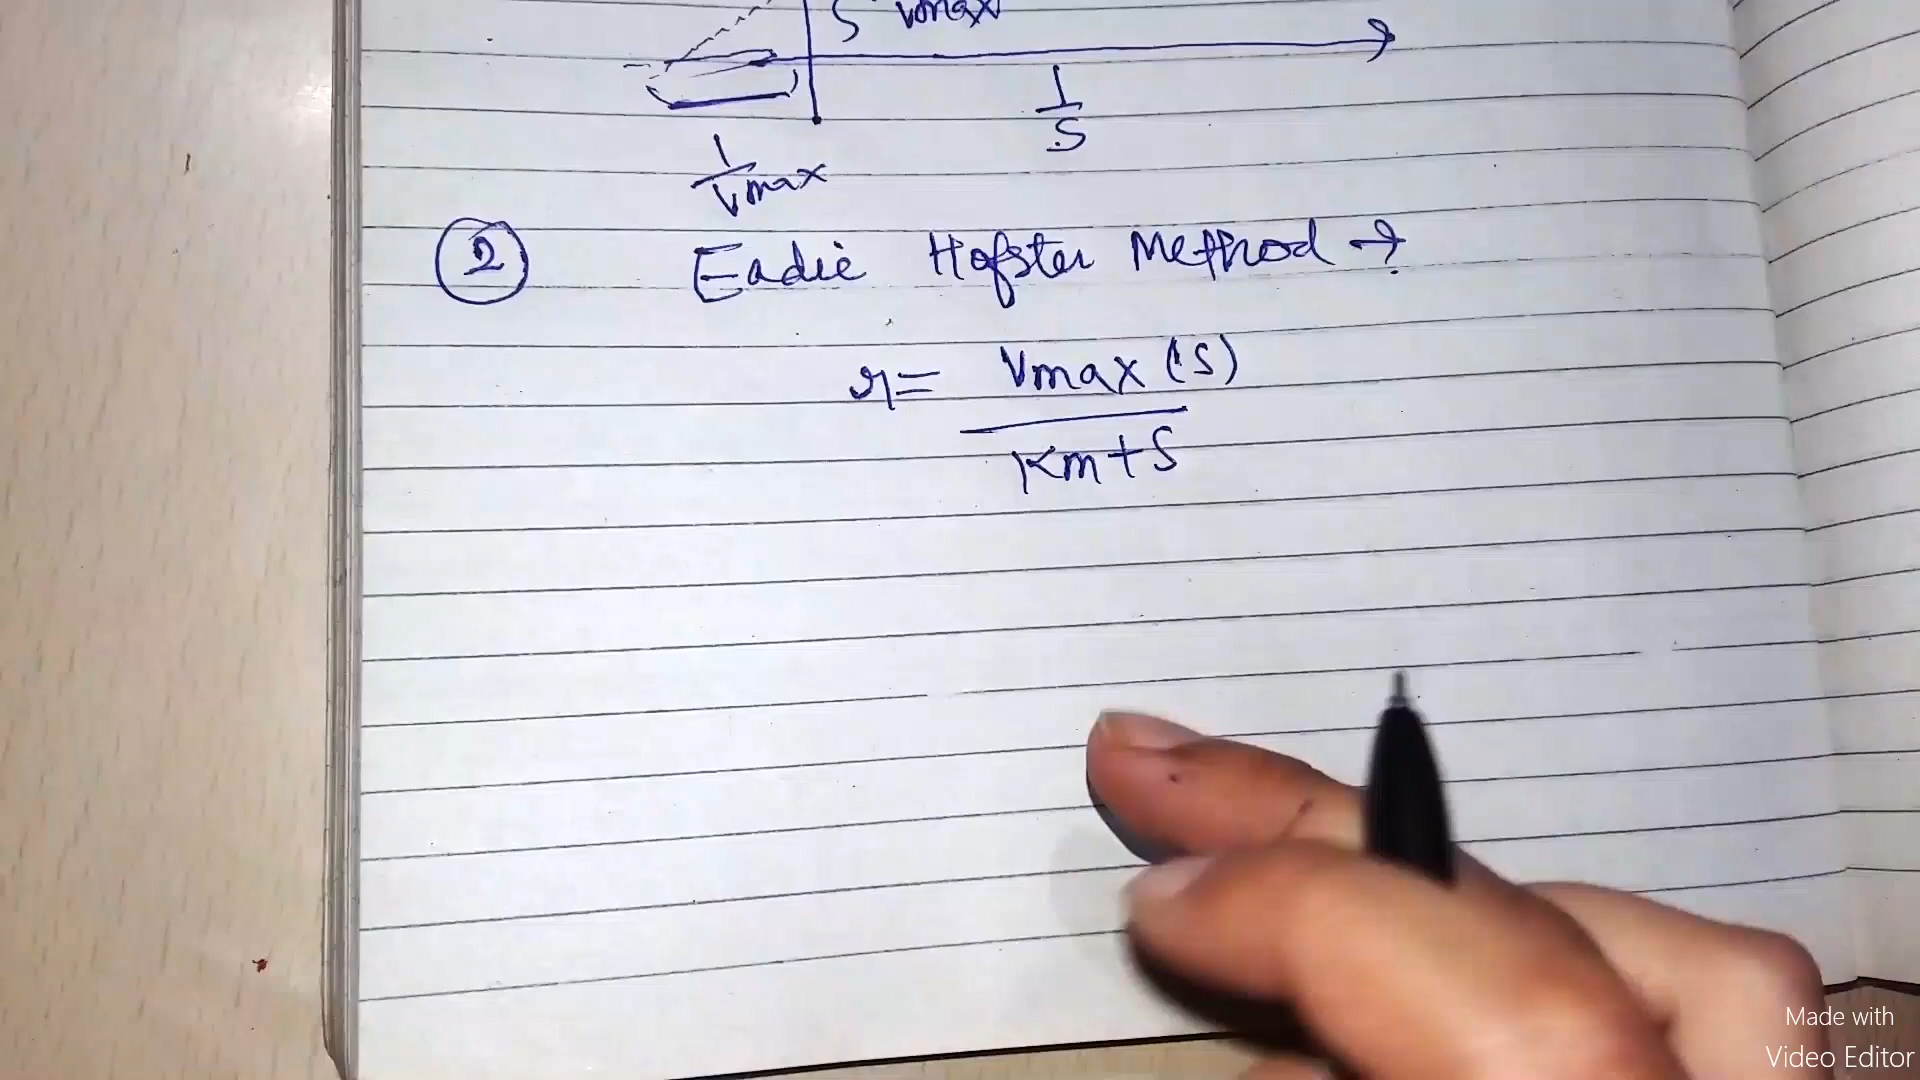 S Vmax
1/S
1/Vmax
2 Eadie Hofster Method →
r = Vmax (S)
Km+S
Made with
Video Editor